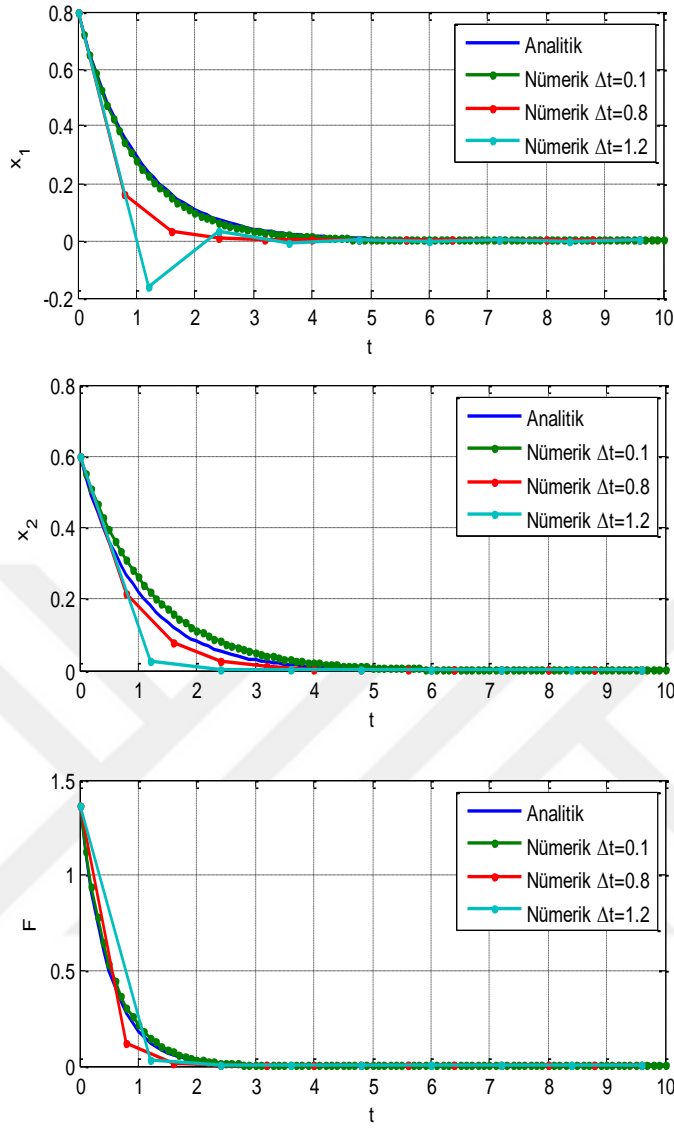 0.8
0.6
0.4
0.2
0
-0.2
x1
0 1 2 3 4 5 6 7 8 9 10
t
Analitik
Nümerik Δt=0.1
Nümerik Δt=0.8
Nümerik Δt=1.2
0.8
0.6
0.4
0.2
0
x2
0 1 2 3 4 5 6 7 8 9 10
t
Analitik
Nümerik Δt=0.1
Nümerik Δt=0.8
Nümerik Δt=1.2
1.5
1
0.5
0
F
0 1 2 3 4 5 6 7 8 9 10
t
Analitik
Nümerik Δt=0.1
Nümerik Δt=0.8
Nümerik Δt=1.2